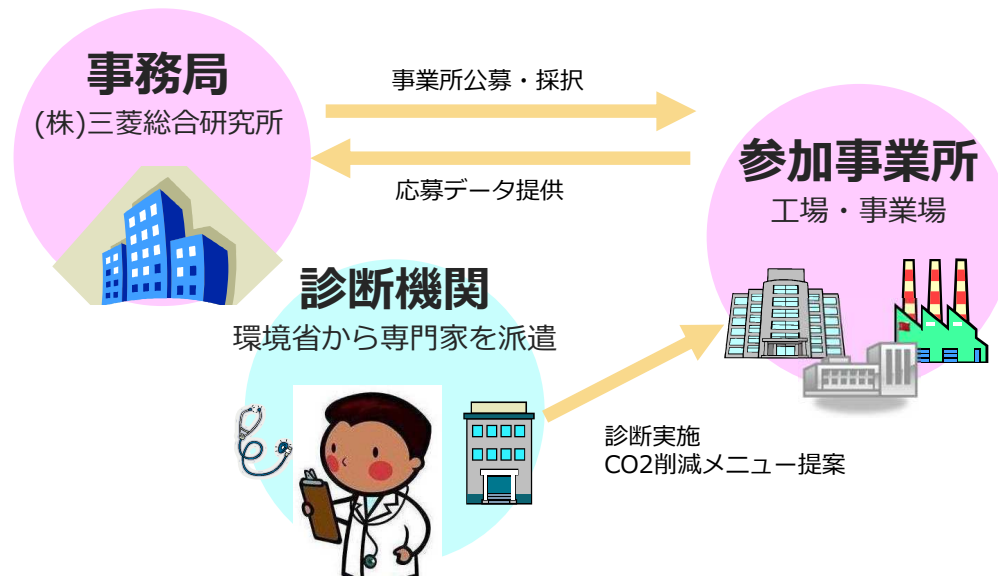 事務局
(株)三菱総合研究所
事業所公募・採択
応募データ提供
参加事業所
工場・事業場
診断機関
環境省から専門家を派遣
診断実施
CO2削減メニュー提案